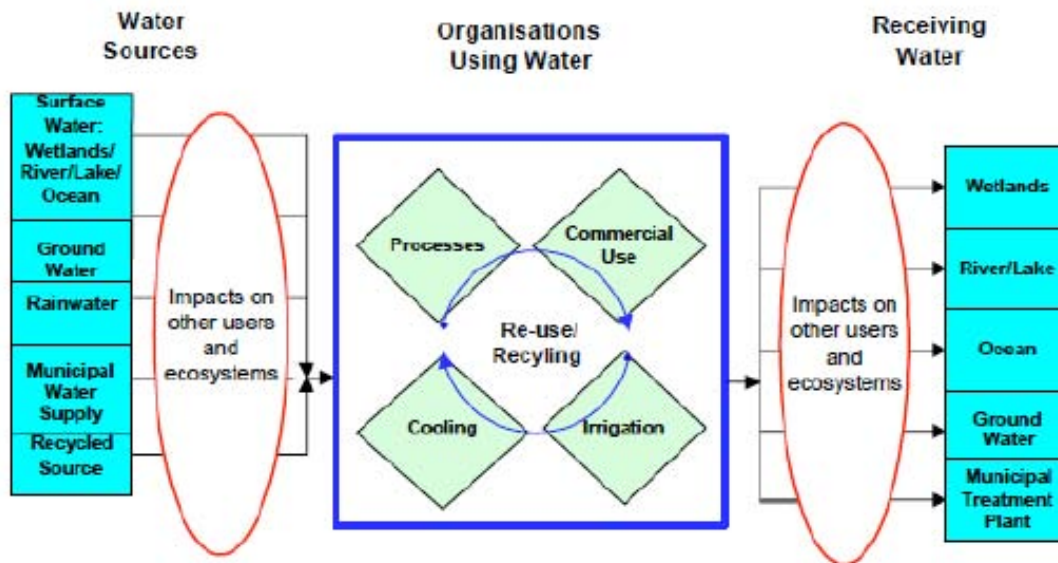 Water
Sources
Organisations
Using Water
Receiving
Water
Surface
Water:
Wetlands/
River/Lake/
Ocean
Ground
Water
Rainwater
Municipal
Water
Supply
Recycled
Source
Impacts on
other users
and
ecosystems
Processes
Commercial
Use
Re-use/
Recyling
Cooling
Irrigation
Impacts on
other users
and
ecosystems
Wetlands
River/Lake
Ocean
Ground
Water
Municipal
Treatment
Plant